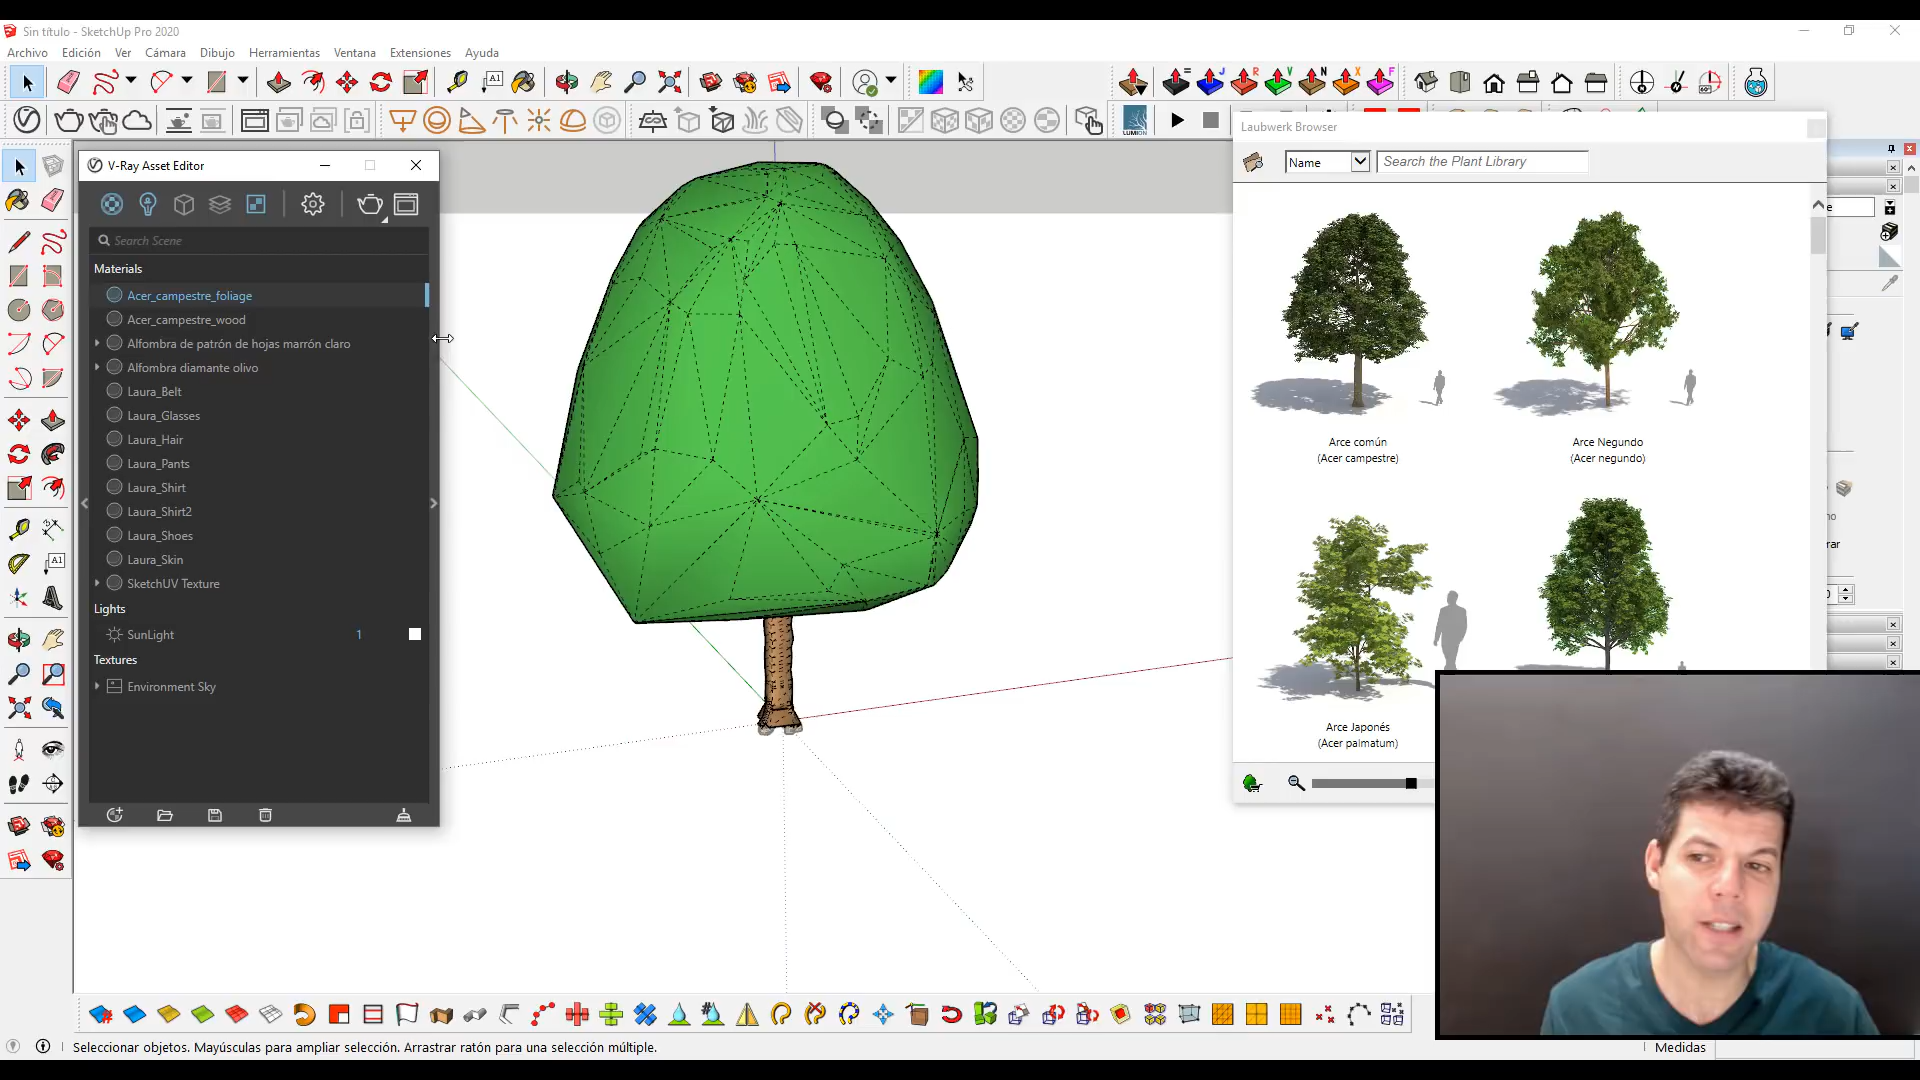 Sin título - SketchUp Pro 2020
Archivo Edición Ver Cámara Dibujo Herramientas Ventana Extensiones Ayuda
V-Ray Asset Editor
Search Scene
Materials
Acer_campestre_foliage
Acer_campestre_wood
Alfombra de patrón de hojas marrón claro
Alfombra diamante olivo
Laura_Belt
Laura_Glasses
Laura_Hair
Laura_Pants
Laura_Shirt
Laura_Shirt2
Laura_Shoes
Laura_Skin
SketchUV Texture
Lights
SunLight 1
Textures
Environment Sky
LUMION
Laubwerk Browser
Name Search the Plant Library
Arce común
(Acer campestre)
Arce Negundo
(Acer negundo)
Arce Japonés
(Acer palmatum)
Seleccionar objetos. Mayúsculas para ampliar selección. Arrastrar ratón para una selección múltiple.
Medidas